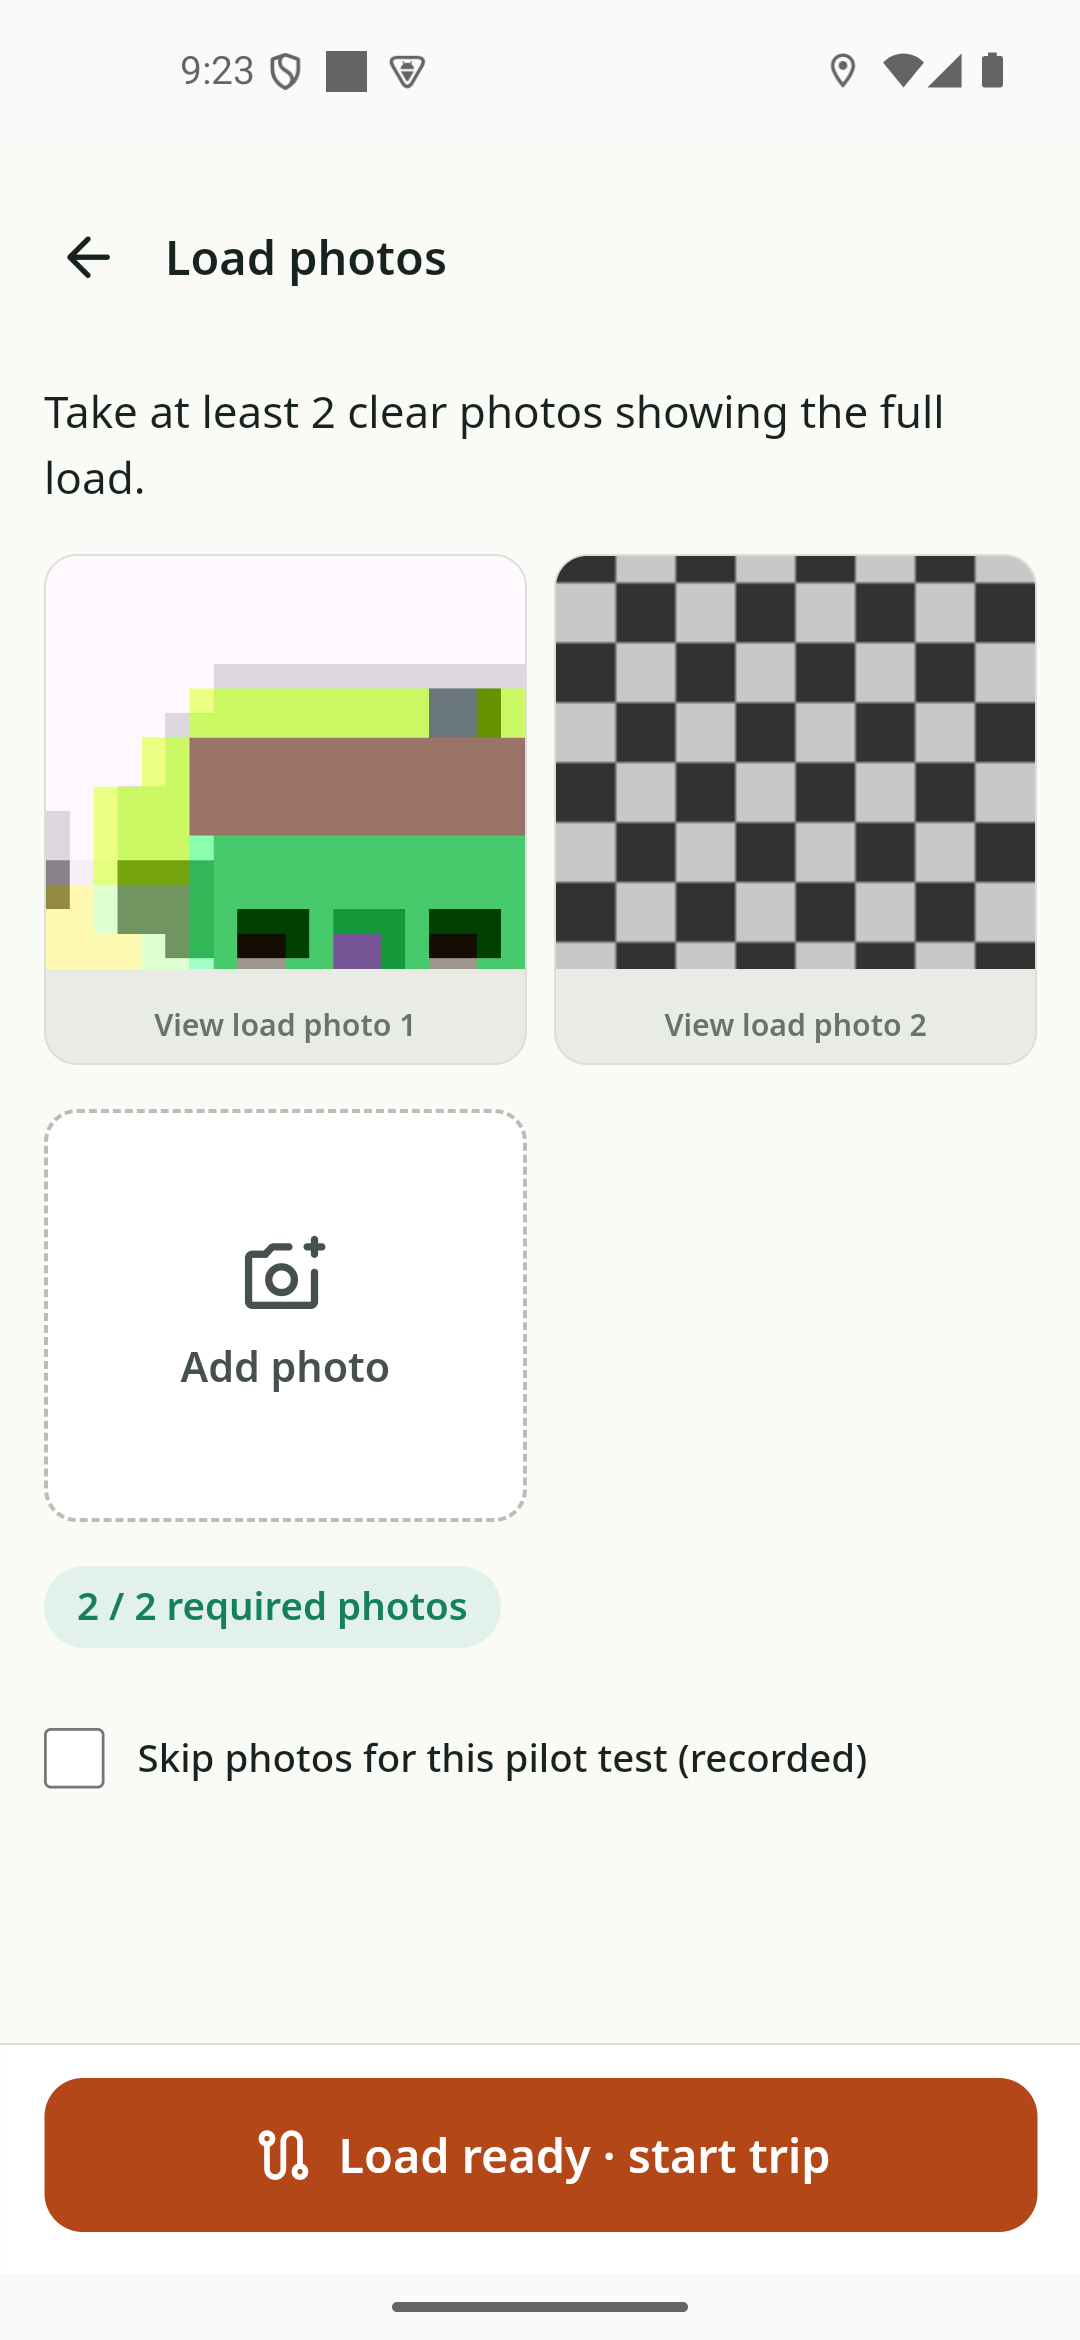 9:23
Load photos
Take at least 2 clear photos showing the full
load.
View load photo 1
View load photo 2
Add photo
2 / 2 required photos
Skip photos for this pilot test (recorded)
Load ready · start trip